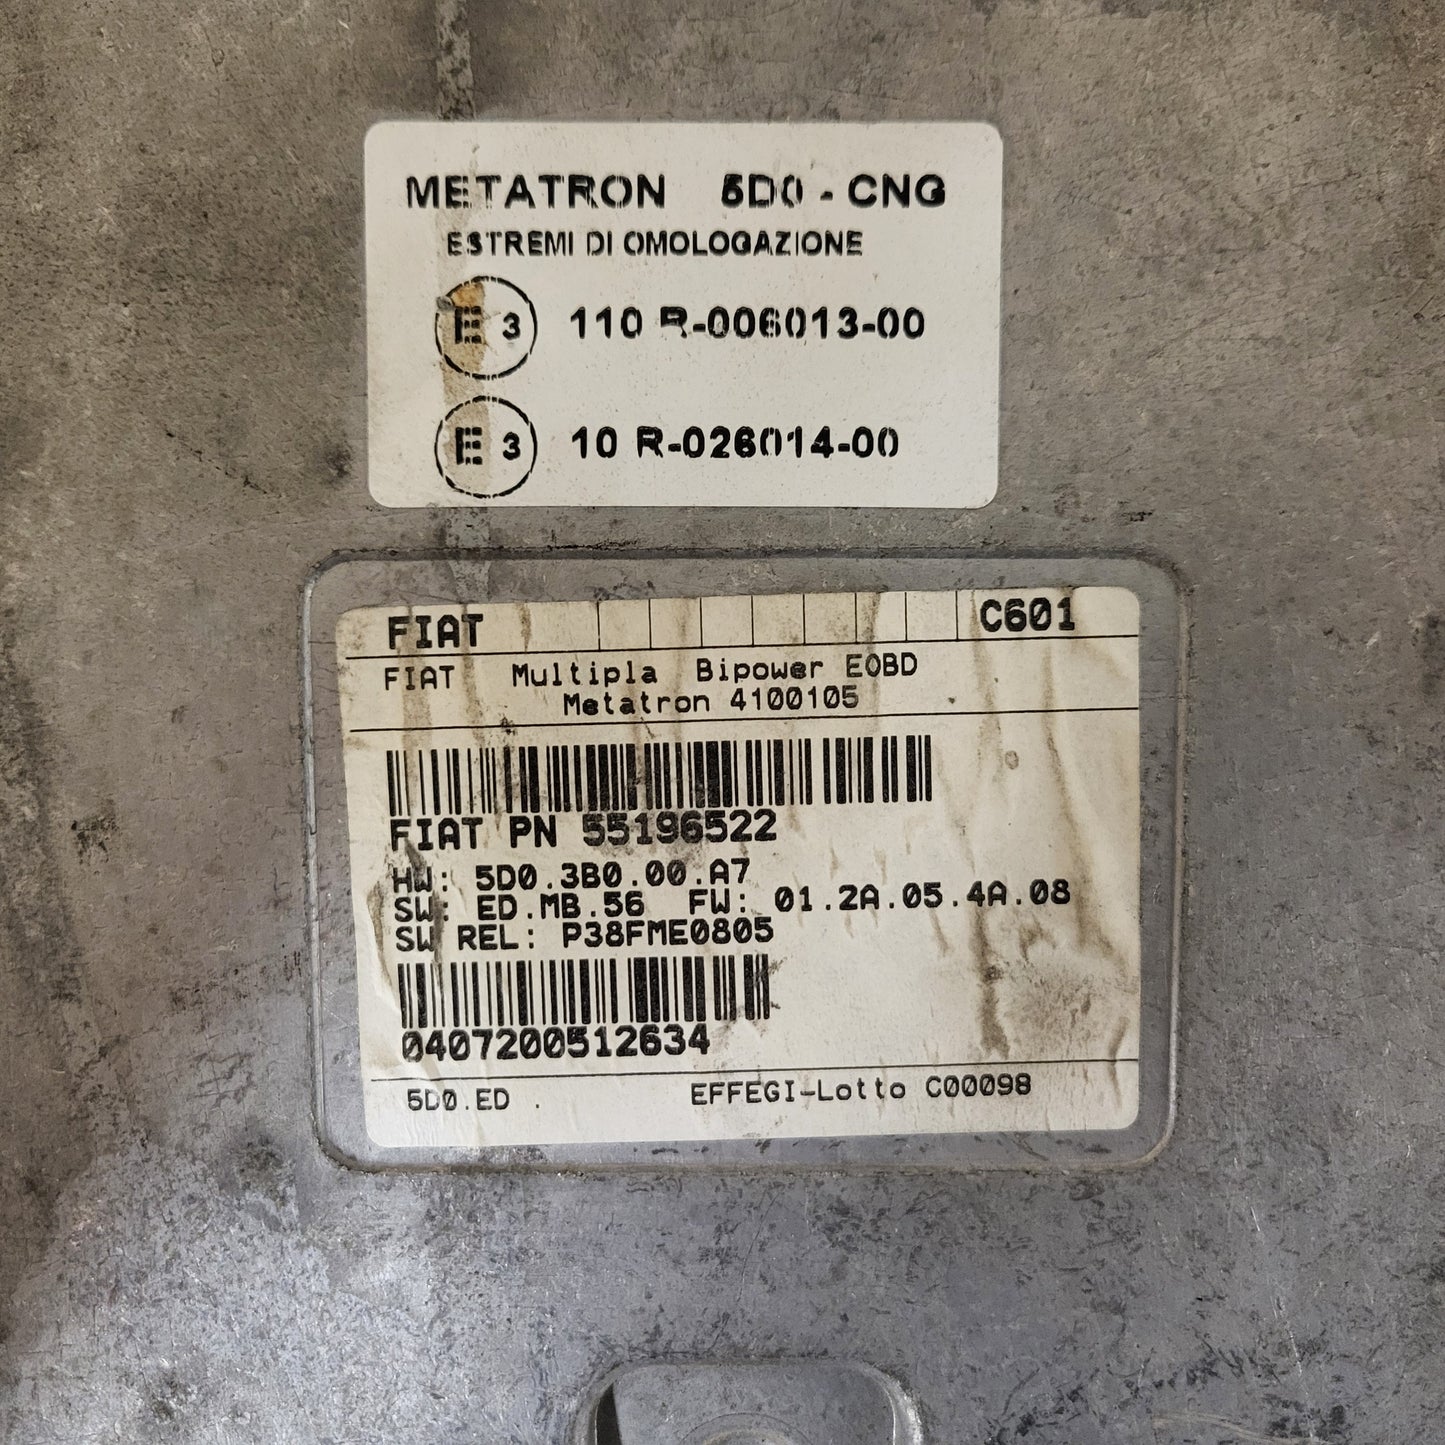 METATRON 5D0 - CNG
ESTREMI DI OMOLOGAZIONE
E 3 110 R-006013-00
E 3 10 R-026014-00
FIAT C601
FIAT Multipla Bipower EOBD
Metatron 4100105
FIAT PN 55196522
HW: 5D0.3B0.00.A7
SW: ED.MB.56 FW: 01.2A.05.4A.08
SW REL: P38FME0805
0407200512634
5D0.ED .
EFFEGI-Lotto C00098